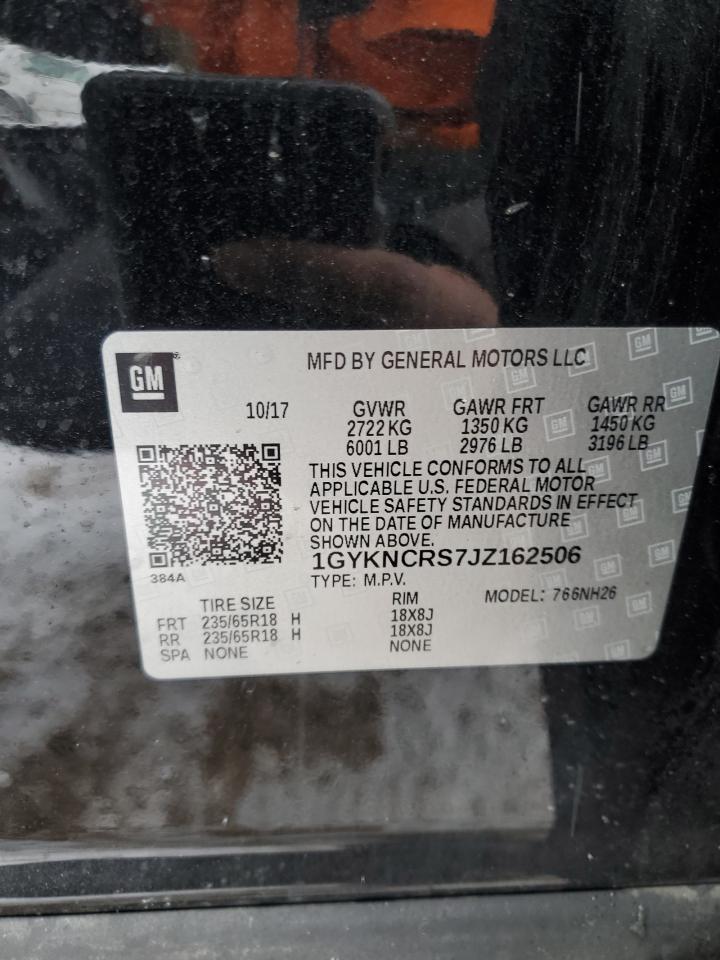 GM®
MFD BY GENERAL MOTORS LLC
10/17 GVWR GAWR FRT GAWR RR
2722 KG 1350 KG 1450 KG
6001 LB 2976 LB 3196 LB
THIS VEHICLE CONFORMS TO ALL
APPLICABLE U.S. FEDERAL MOTOR
VEHICLE SAFETY STANDARDS IN EFFECT
ON THE DATE OF MANUFACTURE
SHOWN ABOVE.
1GYKNCRS7JZ162506
384A
TYPE: M.P.V. MODEL: 766NH26
TIRE SIZE RIM
FRT 235/65R18 H 18X8J
RR 235/65R18 H 18X8J
SPA NONE NONE